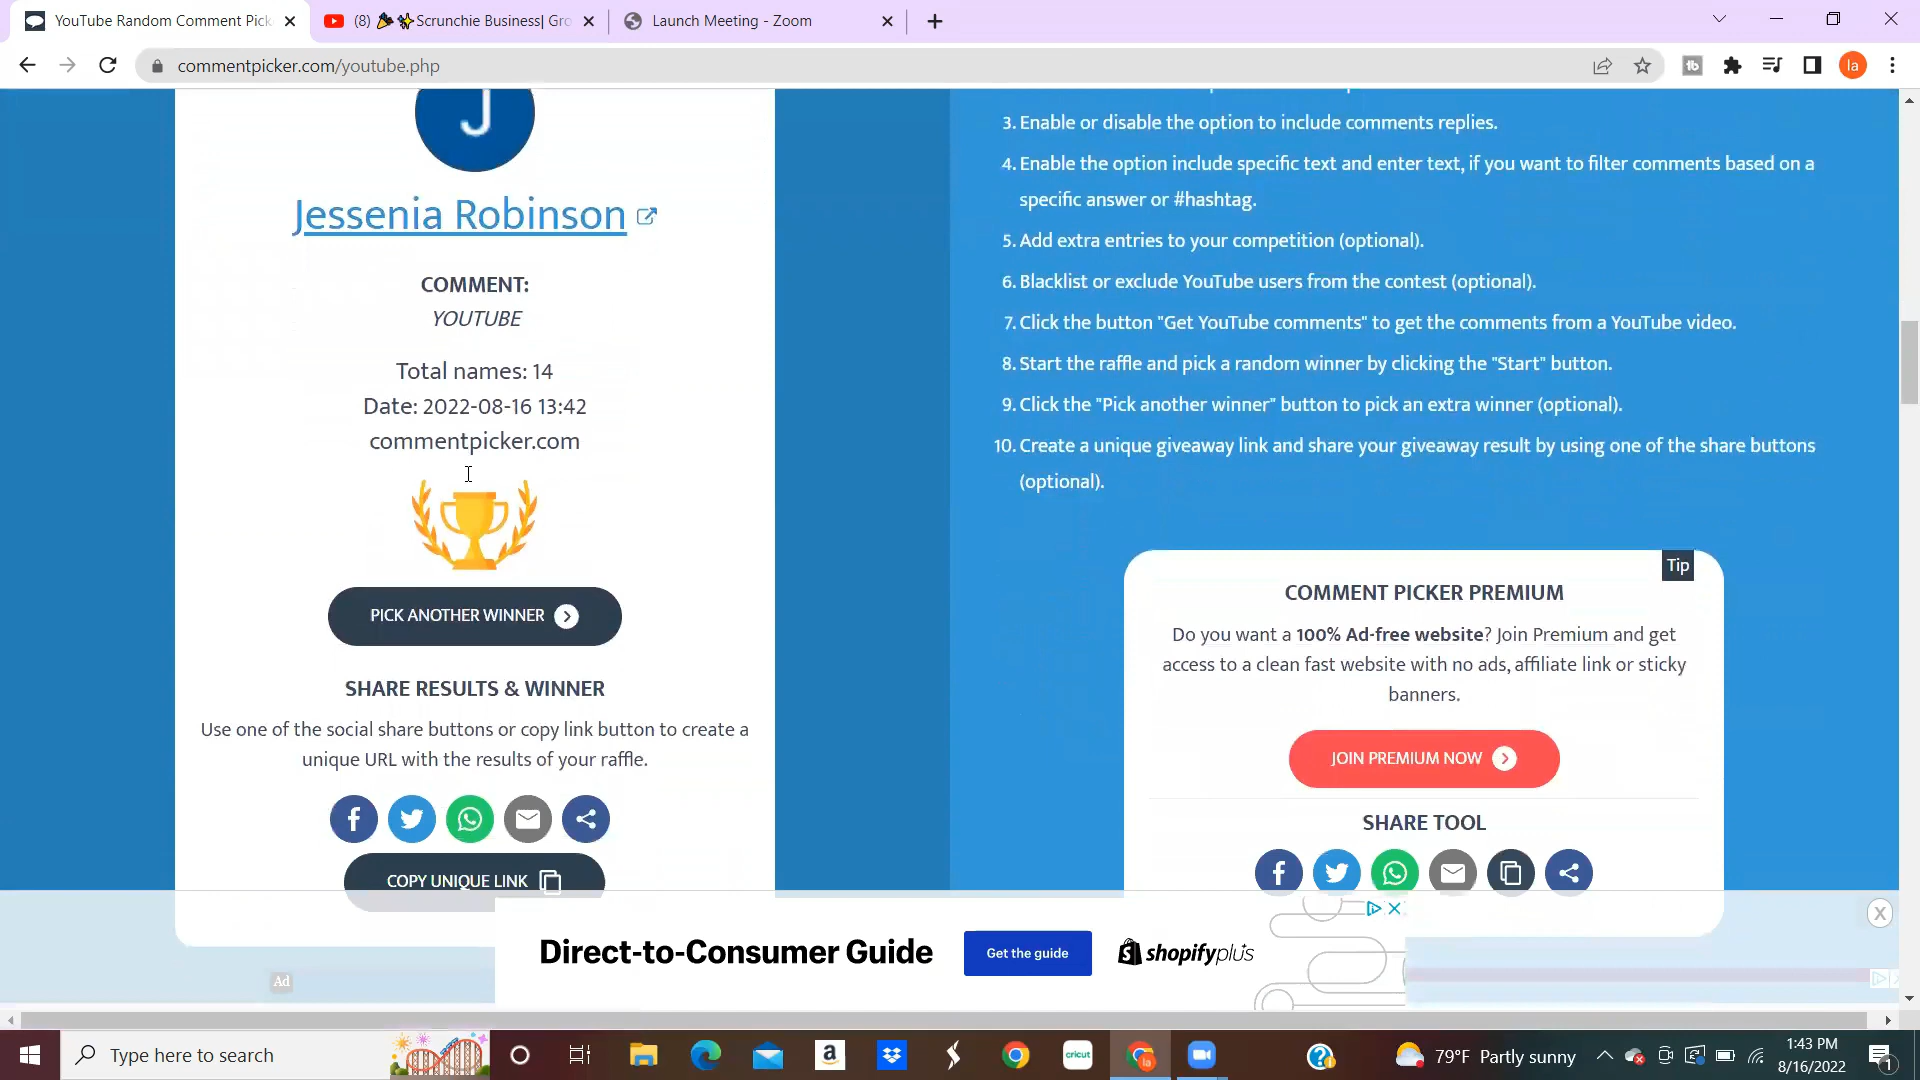 YouTube Random Comment Pick
(8) 🎉✨Scrunchie Business| Gro
Launch Meeting - Zoom
commentpicker.com/youtube.php
la
J
Jessenia Robinson
COMMENT:
YOUTUBE
Total names: 14
Date: 2022-08-16 13:42
commentpicker.com
PICK ANOTHER WINNER
SHARE RESULTS & WINNER
Use one of the social share buttons or copy link button to create a
unique URL with the results of your raffle.
COPY UNIQUE LINK
3. Enable or disable the option to include comments replies.
4. Enable the option include specific text and enter text, if you want to filter comments based on a
specific answer or #hashtag.
5. Add extra entries to your competition (optional).
6. Blacklist or exclude YouTube users from the contest (optional).
7. Click the button "Get YouTube comments" to get the comments from a YouTube video.
8. Start the raffle and pick a random winner by clicking the "Start" button.
9. Click the "Pick another winner" button to pick an extra winner (optional).
10. Create a unique giveaway link and share your giveaway result by using one of the share buttons
(optional).
Tip
COMMENT PICKER PREMIUM
Do you want a 100% Ad-free website? Join Premium and get
access to a clean fast website with no ads, affiliate link or sticky
banners.
JOIN PREMIUM NOW
SHARE TOOL
X
Direct-to-Consumer Guide
Get the guide
shopifyplus
Ad
Type here to search
cricut
79°F Partly sunny
1:43 PM
8/16/2022
1